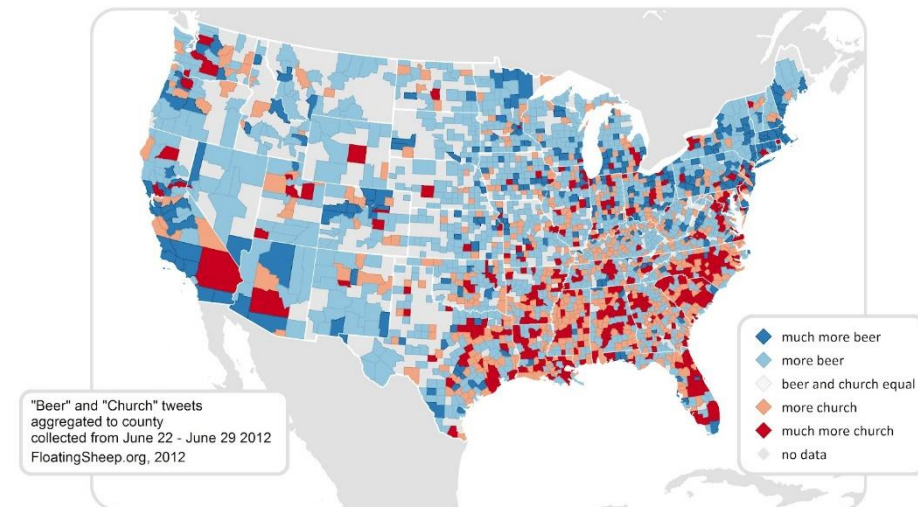 much more beer
more beer
beer and church equal
more church
much more church
no data
"Beer" and "Church" tweets
aggregated to county
collected from June 22 - June 29 2012
FloatingSheep.org, 2012